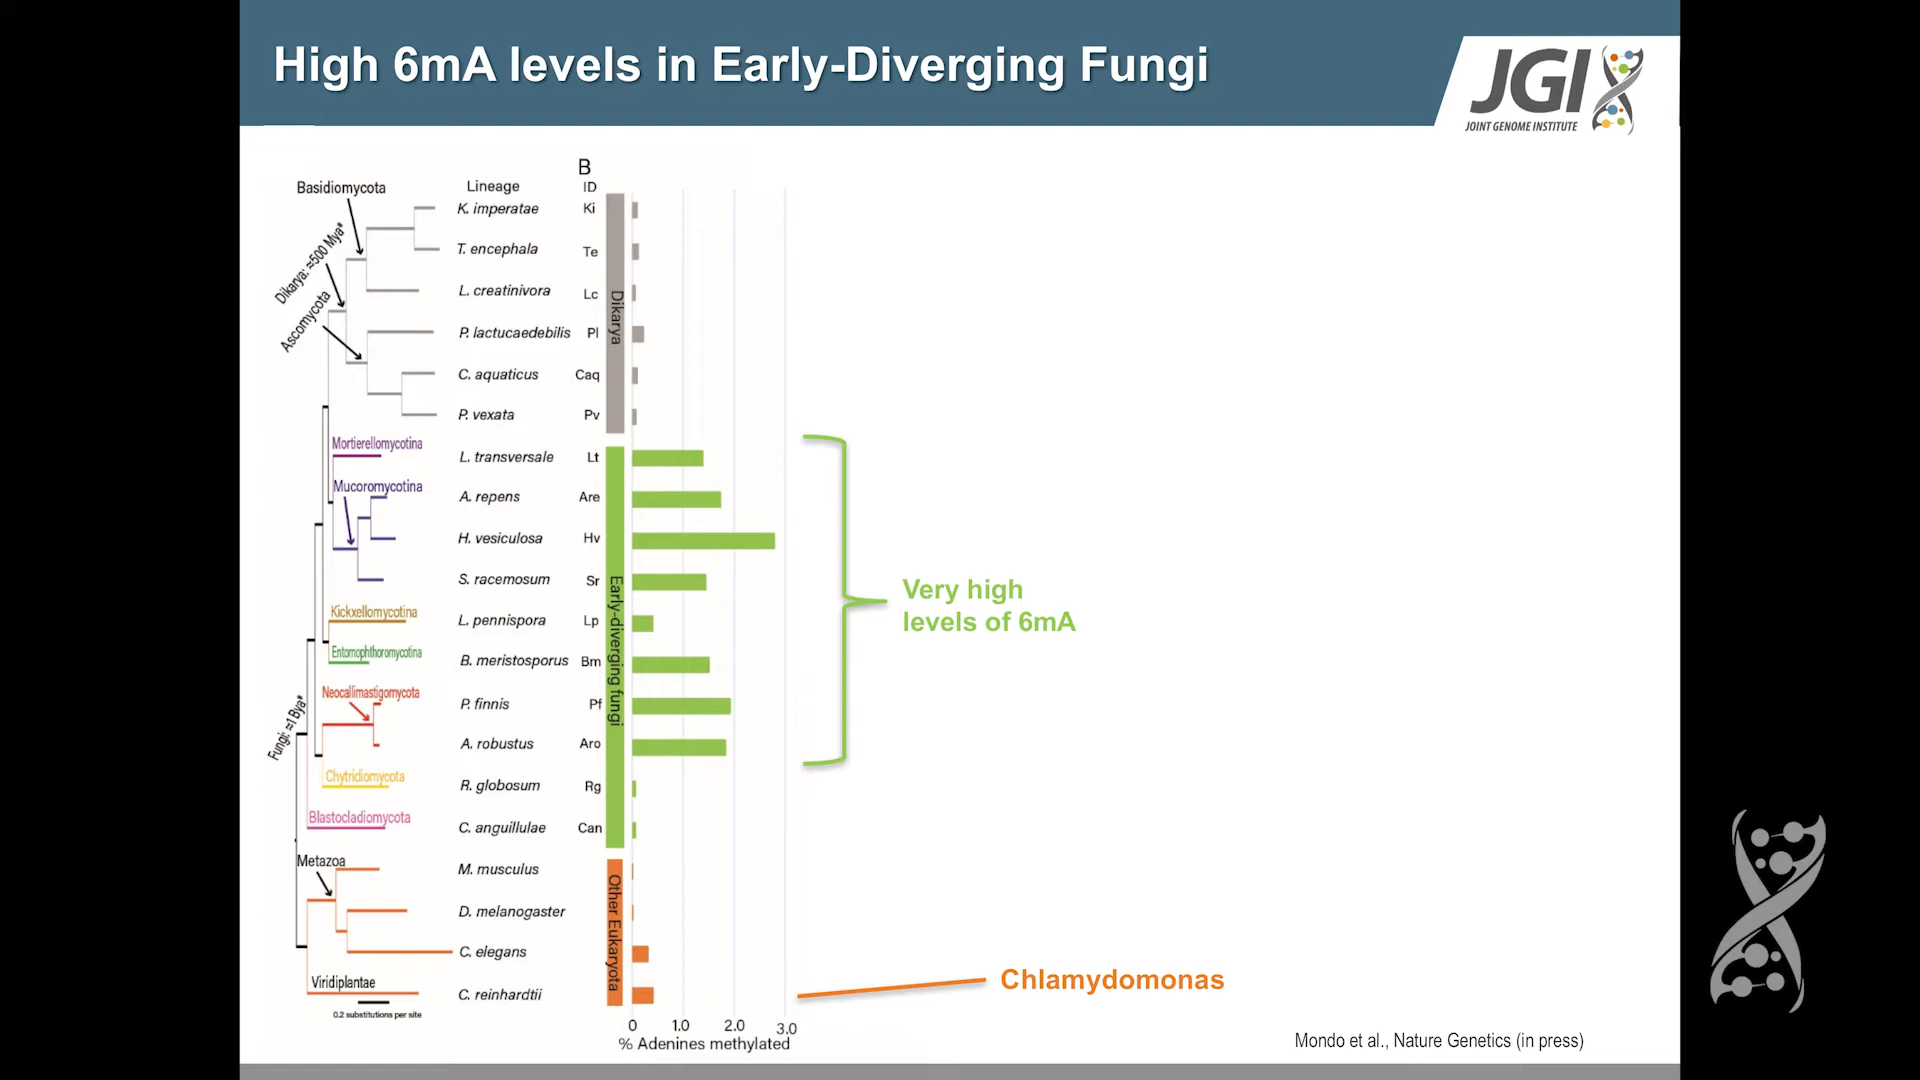 High 6mA levels in Early-Diverging Fungi
JGI
JOINT GENOME INSTITUTE
B
Basidiomycota
Lineage
ID
Dikarya; ≈500 Mya*
Ascomycota
K. imperatae Ki
T. encephala Te
L. creatinivora Lc
P. lactucaedebilis Pl
C. aquaticus Caq
P. vexata Pv
Dikarya
Mortierellomycotina
L. transversale Lt
Mucoromycotina
A. repens Are
H. vesiculosa Hv
S. racemosum Sr
Kickxellomycotina
L. pennispora Lp
Entomophthoromycotina
B. meristosporus Bm
Neocallimastigomycota
P. finnis Pf
A. robustus Aro
Chytridiomycota
R. globosum Rg
Blastocladiomycota
C. anguillulae Can
Early-diverging fungi
Fungi; ≈1 Bya*
Very high
levels of 6mA
Metazoa
M. musculus
D. melanogaster
C. elegans
Viridiplantae
C. reinhardtii
Other Eukaryota
Chlamydomonas
0.2 substitutions per site
0 1.0 2.0 3.0
% Adenines methylated
Mondo et al., Nature Genetics (in press)